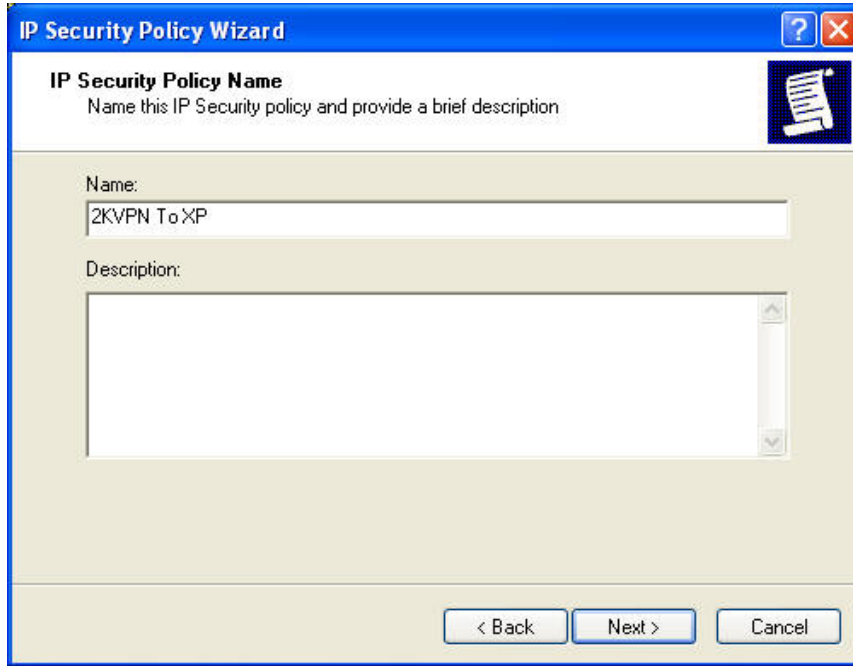 IP Security Policy Wizard
IP Security Policy Name
Name this IP Security policy and provide a brief description
Name:
2KVPN To XP
Description:
< Back
Next >
Cancel